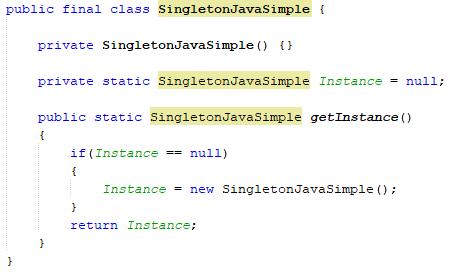 public final class SingletonJavaSimple {
private SingletonJavaSimple() {}
private static SingletonJavaSimple Instance = null;
public static SingletonJavaSimple getInstance()
{
if(Instance == null)
{
Instance = new SingletonJavaSimple();
}
return Instance;
}
}